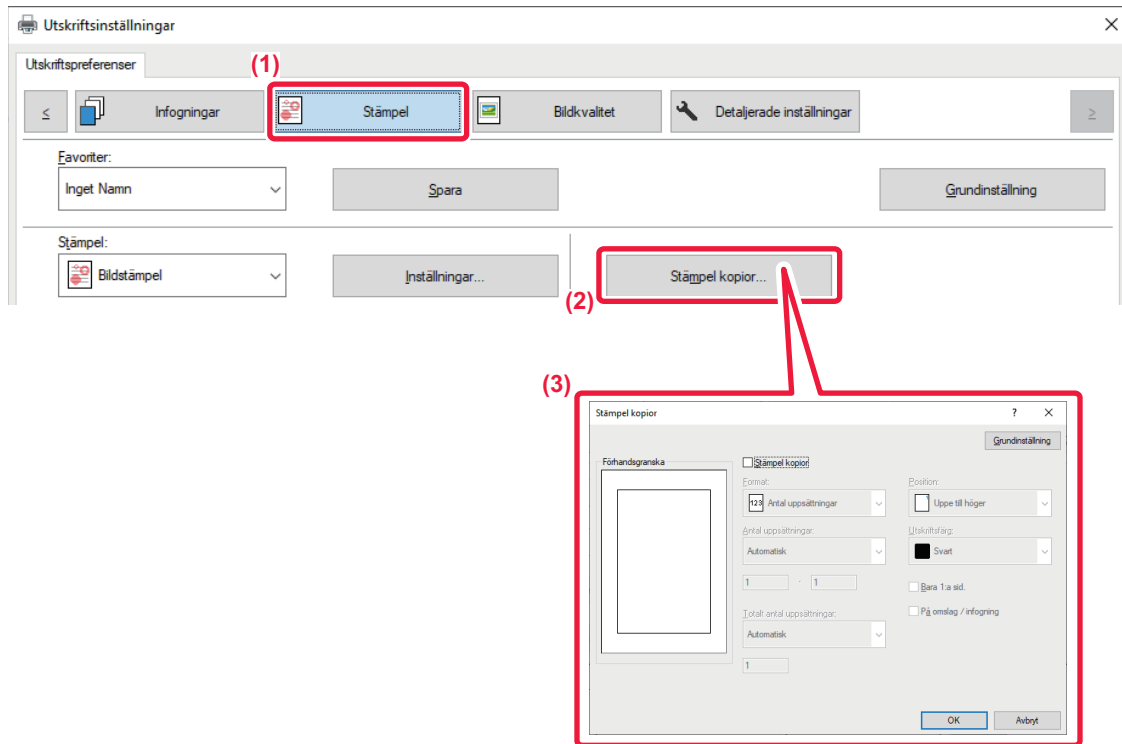 Utskriftsinställningar
Utskriftspreferenser
(1)
≤ Infogningar Stämpel Bildkvalitet Detaljerade inställningar ≥
Favoriter:
Inget Namn Spara Grundinställning
Stämpel:
Bildstämpel Inställningar... Stämpel kopior...
(2)
(3)
Stämpel kopior ? ×
Grundinställning
Förhandsgranska
Stämpel kopior
Format: Position:
123 Antal uppsättningar Uppe till höger
Antal uppsättningar: Utskriftsfärg:
Automatisk Svart
1 - 1 Bara 1:a sid.
Totalt antal uppsättningar: På omslag / infogning
Automatisk
1
OK Avbryt